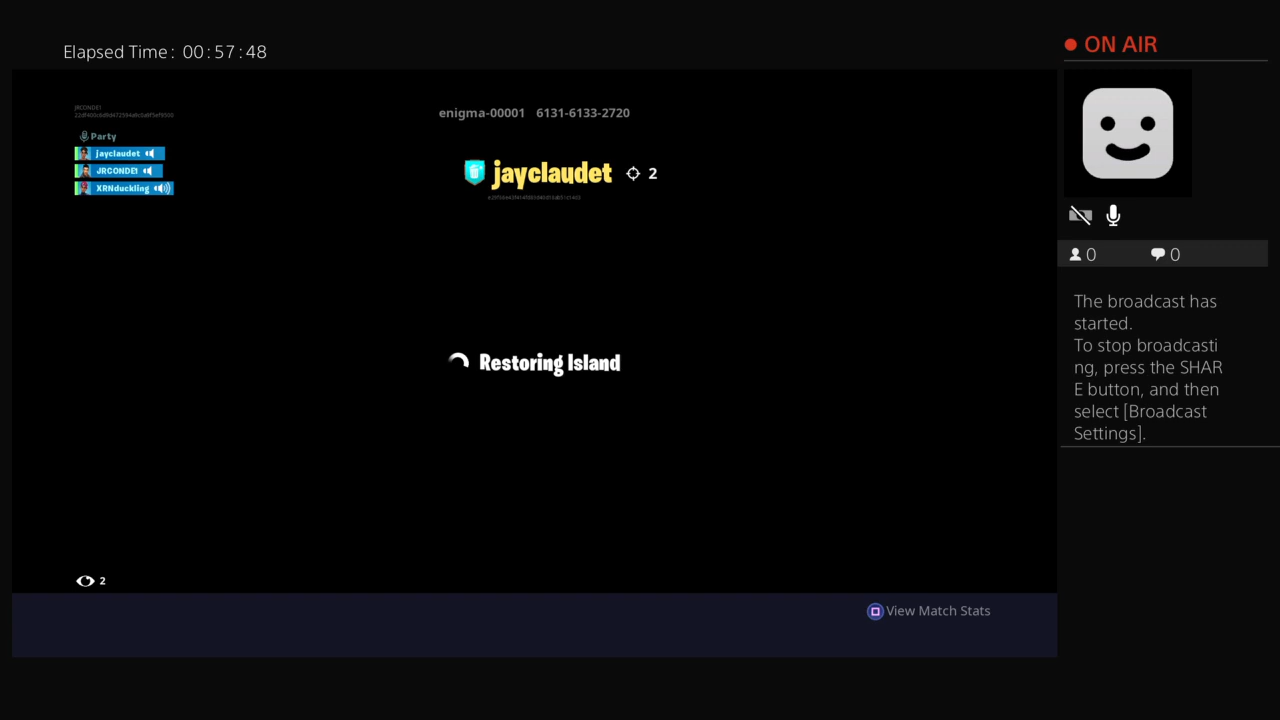 Elapsed Time: 00:57:48
ON AIR
JRCONDE!
enigma-00001 6131-6133-2720
Party
jayclaudet
JRCONDE!
XRNduckling
jayclaudet 2
0 0
The broadcast has
started.
To stop broadcasti
ng, press the SHAR
E button, and then
select [Broadcast
Settings].
Restoring Island
2
View Match Stats